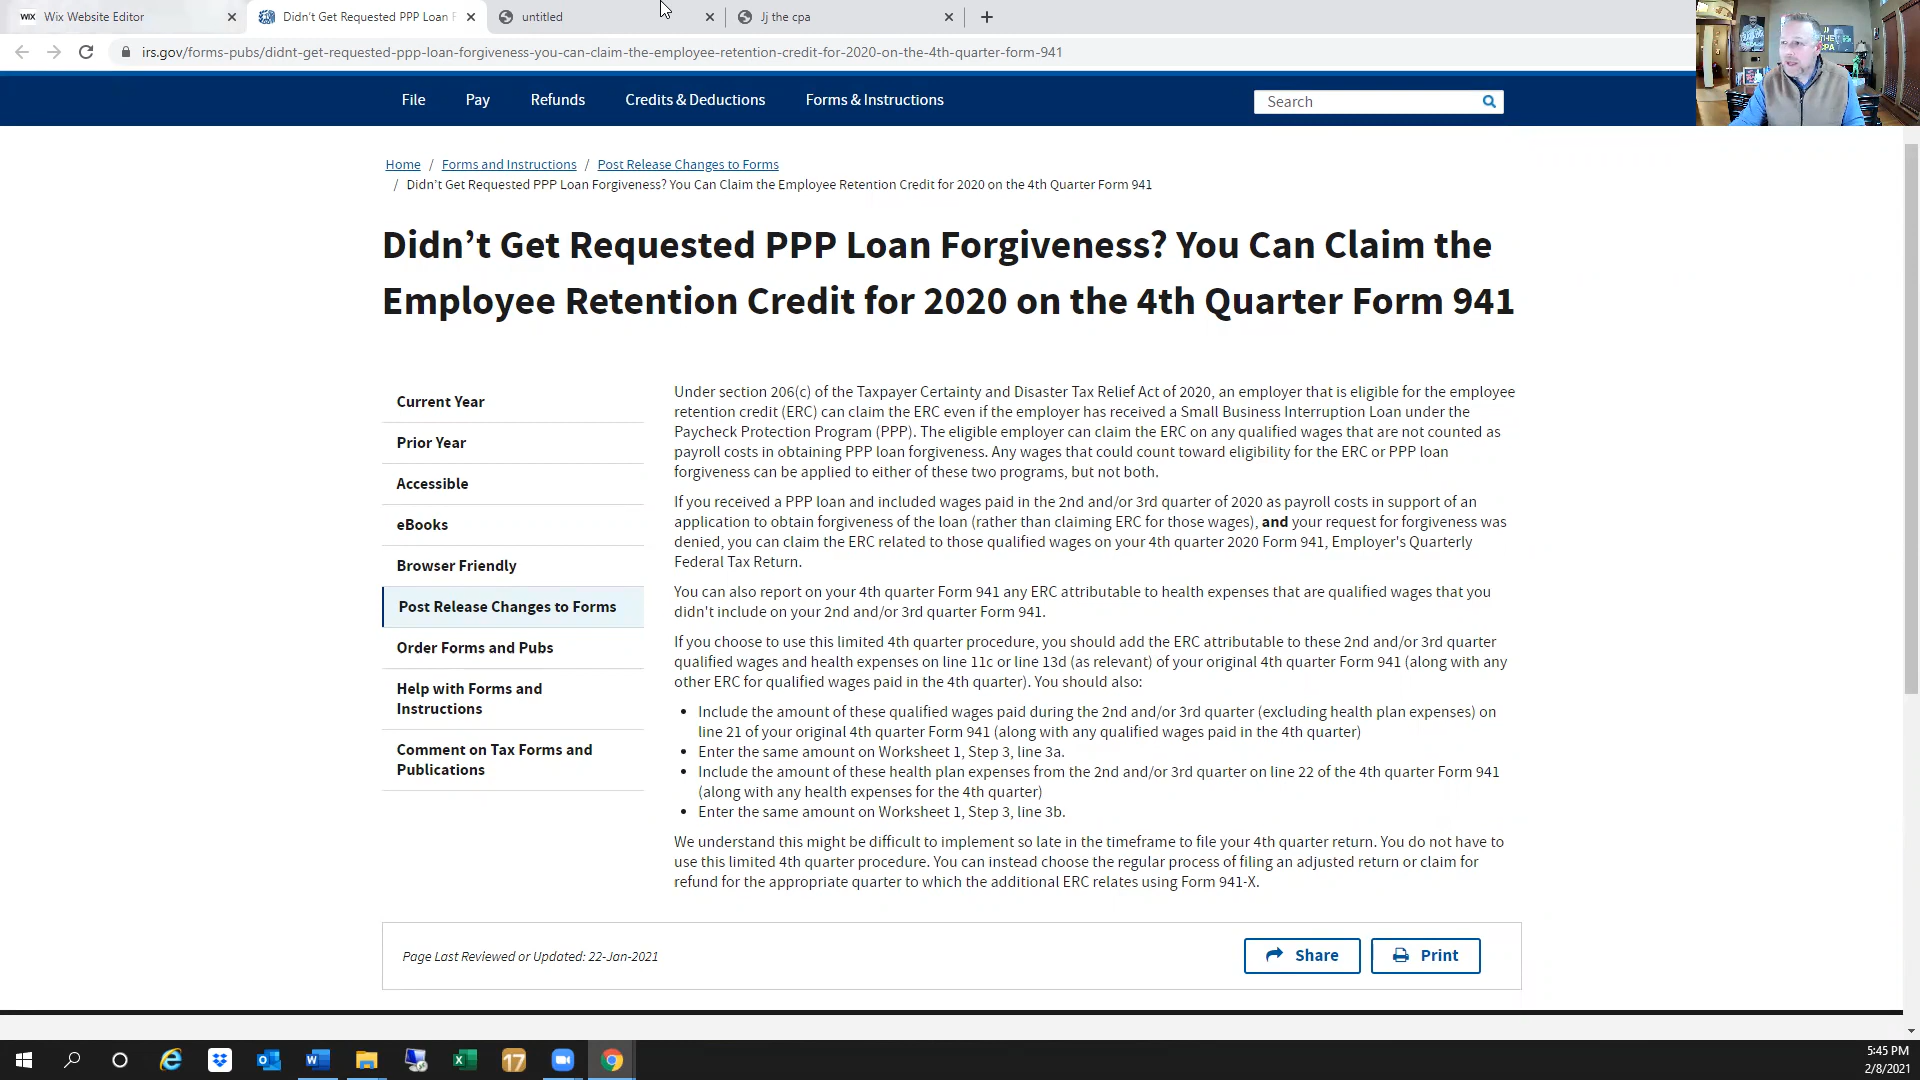 WIX Wix Website Editor
Didn't Get Requested PPP Loan F
untitled
Jj the cpa
irs.gov/forms-pubs/didnt-get-requested-ppp-loan-forgiveness-you-can-claim-the-employee-retention-credit-for-2020-on-the-4th-quarter-form-941
File Pay Refunds Credits & Deductions Forms & Instructions Search
Home / Forms and Instructions / Post Release Changes to Forms
/ Didn't Get Requested PPP Loan Forgiveness? You Can Claim the Employee Retention Credit for 2020 on the 4th Quarter Form 941
Didn't Get Requested PPP Loan Forgiveness? You Can Claim the
Employee Retention Credit for 2020 on the 4th Quarter Form 941
Current Year
Prior Year
Accessible
eBooks
Browser Friendly
Post Release Changes to Forms
Order Forms and Pubs
Help with Forms and
Instructions
Comment on Tax Forms and
Publications
Under section 206(c) of the Taxpayer Certainty and Disaster Tax Relief Act of 2020, an employer that is eligible for the employee
retention credit (ERC) can claim the ERC even if the employer has received a Small Business Interruption Loan under the
Paycheck Protection Program (PPP). The eligible employer can claim the ERC on any qualified wages that are not counted as
payroll costs in obtaining PPP loan forgiveness. Any wages that could count toward eligibility for the ERC or PPP loan
forgiveness can be applied to either of these two programs, but not both.
If you received a PPP loan and included wages paid in the 2nd and/or 3rd quarter of 2020 as payroll costs in support of an
application to obtain forgiveness of the loan (rather than claiming ERC for those wages), and your request for forgiveness was
denied, you can claim the ERC related to those qualified wages on your 4th quarter 2020 Form 941, Employer's Quarterly
Federal Tax Return.
You can also report on your 4th quarter Form 941 any ERC attributable to health expenses that are qualified wages that you
didn't include on your 2nd and/or 3rd quarter Form 941.
If you choose to use this limited 4th quarter procedure, you should add the ERC attributable to these 2nd and/or 3rd quarter
qualified wages and health expenses on line 11c or line 13d (as relevant) of your original 4th quarter Form 941 (along with any
other ERC for qualified wages paid in the 4th quarter). You should also:
• Include the amount of these qualified wages paid during the 2nd and/or 3rd quarter (excluding health plan expenses) on
line 21 of your original 4th quarter Form 941 (along with any qualified wages paid in the 4th quarter)
• Enter the same amount on Worksheet 1, Step 3, line 3a.
• Include the amount of these health plan expenses from the 2nd and/or 3rd quarter on line 22 of the 4th quarter Form 941
(along with any health expenses for the 4th quarter)
• Enter the same amount on Worksheet 1, Step 3, line 3b.
We understand this might be difficult to implement so late in the timeframe to file your 4th quarter return. You do not have to
use this limited 4th quarter procedure. You can instead choose the regular process of filing an adjusted return or claim for
refund for the appropriate quarter to which the additional ERC relates using Form 941-X.
Page Last Reviewed or Updated: 22-Jan-2021
Share
Print
17
5:45 PM
2/8/2021